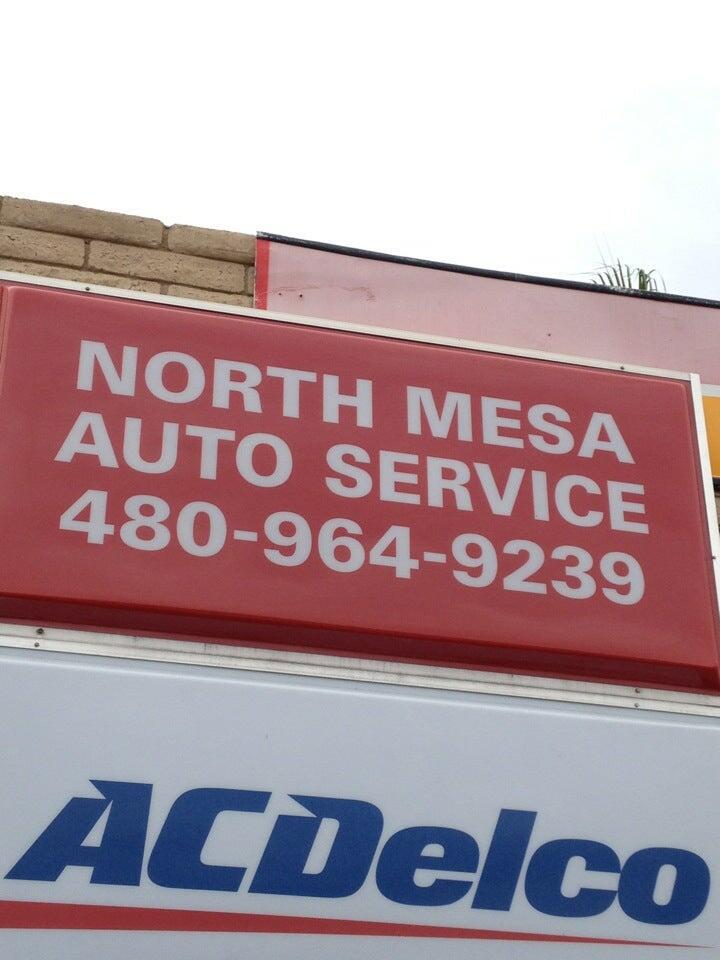 NORTH MESA
AUTO SERVICE
480-964-9239
ACDelco